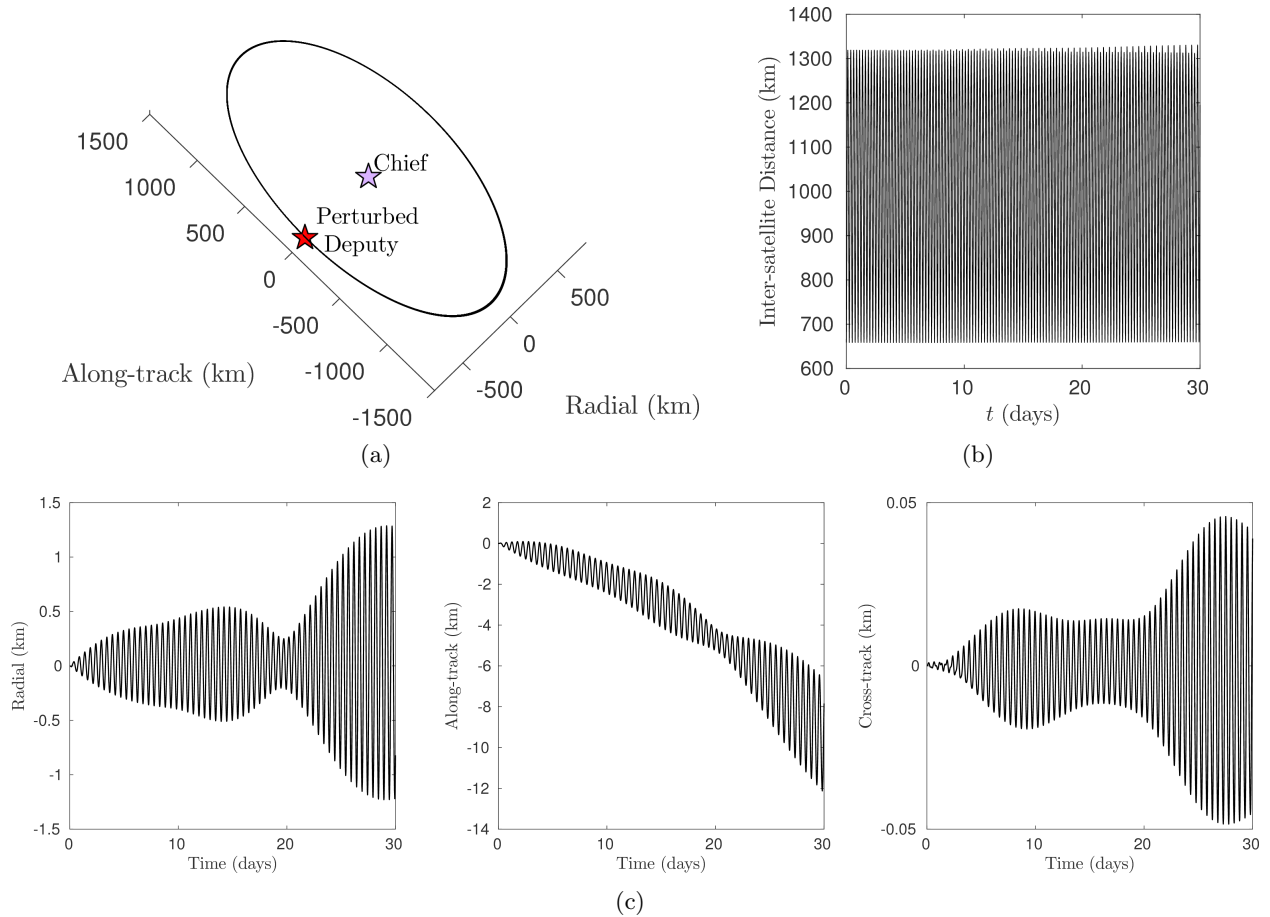 1500
1000
500
0
-500
-1000
-1500
Along-track (km)
Chief
Perturbed
Deputy
500
0
-500
Radial (km)
(a)
1400
1300
1200
1100
1000
900
800
700
600
Inter-satellite Distance (km)
0 10 20 30
t (days)
(b)
1.5
1
0.5
0
-0.5
-1
-1.5
Radial (km)
0 10 20 30
Time (days)
2
0
-2
-4
-6
-8
-10
-12
-14
Along-track (km)
0 10 20 30
Time (days)
0.05
0
-0.05
Cross-track (km)
0 10 20 30
Time (days)
(c)